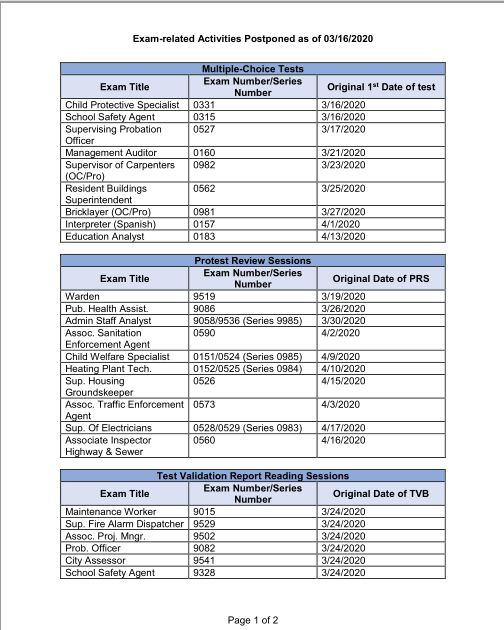 Exam-related Activities Postponed as of 03/16/2020
Multiple-Choice Tests
Exam Title Exam Number/Series Number Original 1st Date of test
Child Protective Specialist 0331 3/16/2020
School Safety Agent 0315 3/16/2020
Supervising Probation Officer 0527 3/17/2020
Management Auditor 0160 3/21/2020
Supervisor of Carpenters (OC/Pro) 0982 3/23/2020
Resident Buildings Superintendent 0562 3/25/2020
Bricklayer (OC/Pro) 0981 3/27/2020
Interpreter (Spanish) 0157 4/1/2020
Education Analyst 0183 4/13/2020
Protest Review Sessions
Exam Title Exam Number/Series Number Original Date of PRS
Warden 9519 3/19/2020
Pub. Health Assist. 9086 3/26/2020
Admin Staff Analyst 9058/9536 (Series 9985) 3/30/2020
Assoc. Sanitation Enforcement Agent 0590 4/2/2020
Child Welfare Specialist 0151/0524 (Series 0985) 4/9/2020
Heating Plant Tech. 0152/0525 (Series 0984) 4/10/2020
Sup. Housing Groundskeeper 0526 4/15/2020
Assoc. Traffic Enforcement Agent 0573 4/3/2020
Sup. Of Electricians 0528/0529 (Series 0983) 4/17/2020
Associate Inspector Highway & Sewer 0560 4/16/2020
Test Validation Report Reading Sessions
Exam Title Exam Number/Series Number Original Date of TVB
Maintenance Worker 9015 3/24/2020
Sup. Fire Alarm Dispatcher 9529 3/24/2020
Assoc. Proj. Mngr. 9502 3/24/2020
Prob. Officer 9082 3/24/2020
City Assessor 9541 3/24/2020
School Safety Agent 9328 3/24/2020
Page 1 of 2